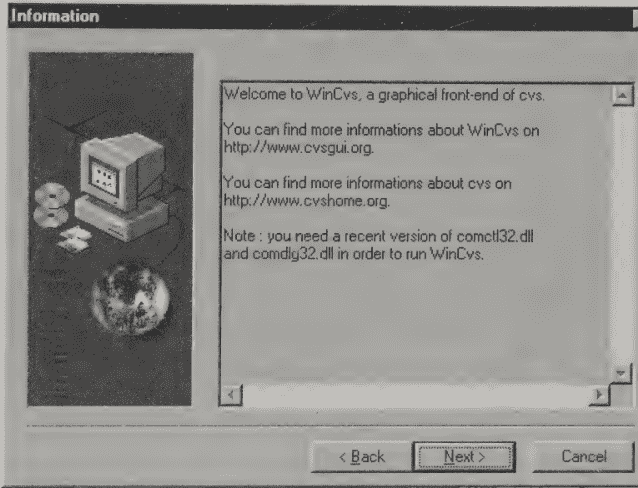 Information
Welcome to WinCvs, a graphical front-end of cvs.
You can find more informations about WinCvs on
http://www.cvsgui.org.
You can find more informations about cvs on
http://www.cvshome.org.
Note : you need a recent version of comctl32.dll
and comdlg32.dll in order to run WinCvs.
< Back
Next >
Cancel